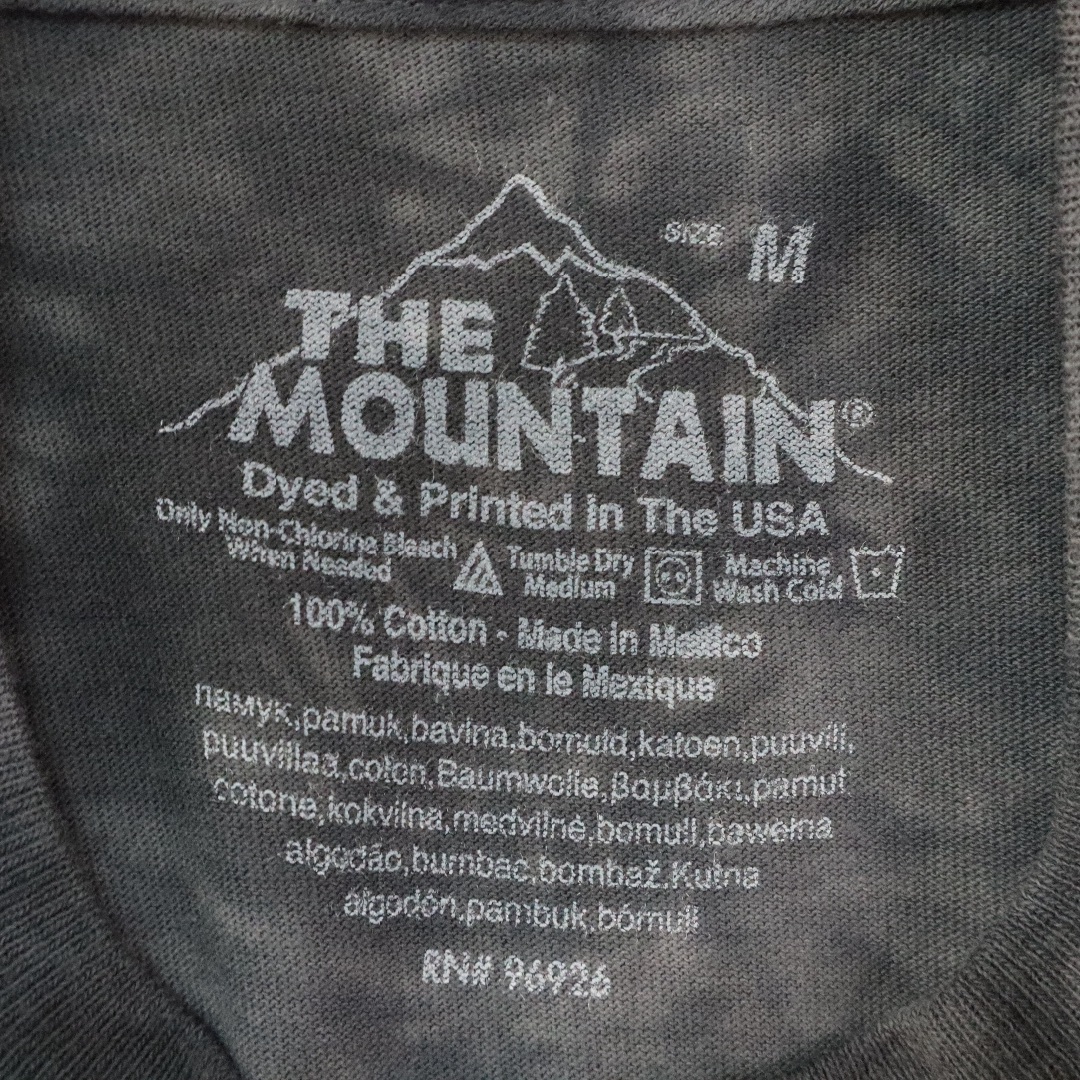 SIZE M
THE
MOUNTAIN®
Dyed & Printed in The USA
Only Non-Chlorine Bleach When Needed
Tumble Dry Medium
Machine Wash Cold
100% Cotton - Made in Mexico
Fabrique en le Mexique
памук,pamuk,bavlna,bomuld,katoen,puuvill,
puuvillaa,coton,Baumwolle,βαμβάκι,pamut
cotone,kokvilna,medvilnė,bomull,bawełna
algodão,bumbac,bombaž,Kutna
algodón,pambuk,bómull
RN# 96926